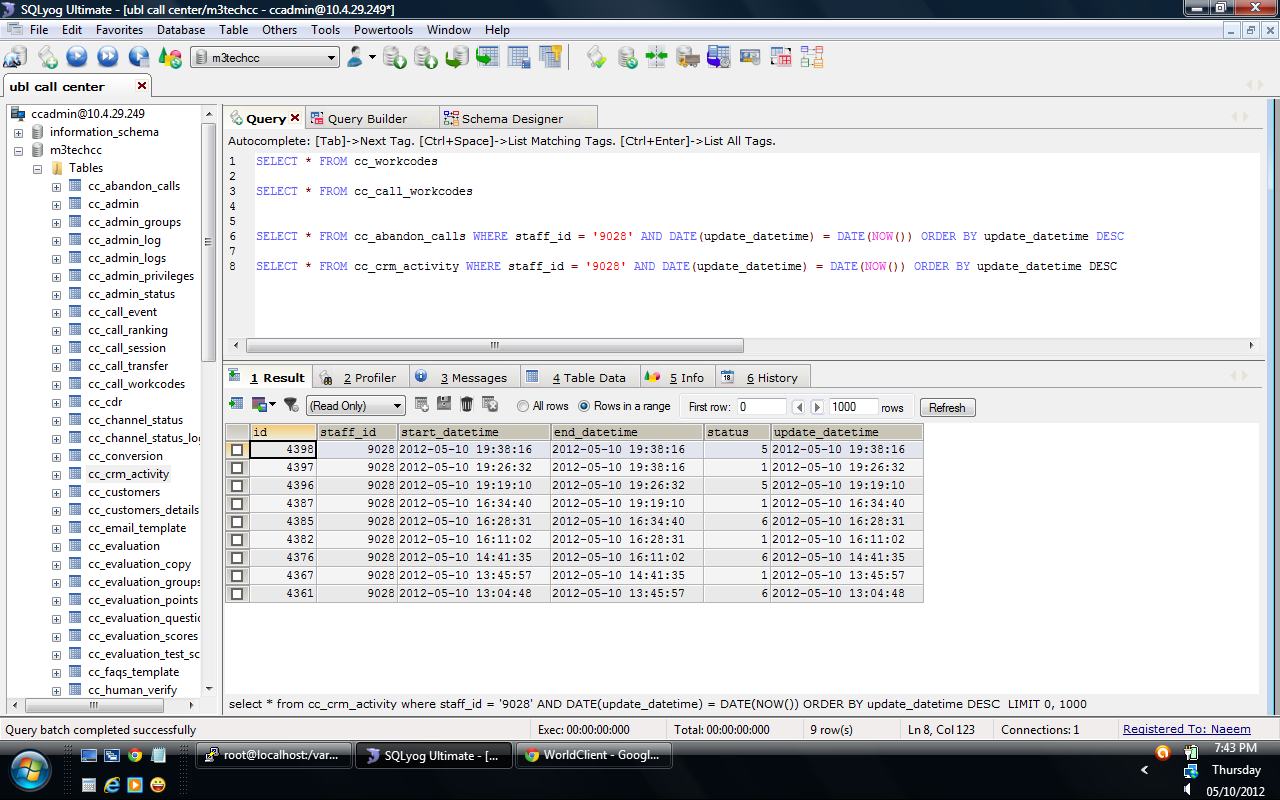 SQLyog Ultimate - [ubl call center/m3techcc - ccadmin@10.4.29.249*]
File Edit Favorites Database Table Others Tools Powertools Window Help
m3techcc
ubl call center
ccadmin@10.4.29.249
information_schema
m3techcc
Tables
cc_abandon_calls
cc_admin
cc_admin_groups
cc_admin_log
cc_admin_logs
cc_admin_privileges
cc_admin_status
cc_call_event
cc_call_ranking
cc_call_session
cc_call_transfer
cc_call_workcodes
cc_cdr
cc_channel_status
cc_channel_status_log
cc_conversion
cc_crm_activity
cc_customers
cc_customers_details
cc_email_template
cc_evaluation
cc_evaluation_copy
cc_evaluation_groups
cc_evaluation_points
cc_evaluation_questio
cc_evaluation_scores
cc_evaluation_test_sc
cc_faqs_template
cc_human_verify
Query Query Builder Schema Designer
Autocomplete: [Tab]->Next Tag. [Ctrl+Space]->List Matching Tags. [Ctrl+Enter]->List All Tags.
1 SELECT * FROM cc_workcodes
2
3 SELECT * FROM cc_call_workcodes
4
5
6 SELECT * FROM cc_abandon_calls WHERE staff_id = '9028' AND DATE(update_datetime) = DATE(NOW()) ORDER BY update_datetime DESC
7
8 SELECT * FROM cc_crm_activity WHERE staff_id = '9028' AND DATE(update_datetime) = DATE(NOW()) ORDER BY update_datetime DESC
1 Result 2 Profiler 3 Messages 4 Table Data 5 Info 6 History
(Read Only) All rows Rows in a range First row: 0 1000 rows Refresh
id staff_id start_datetime end_datetime status update_datetime
4398 9028 2012-05-10 19:38:16 2012-05-10 19:38:16 5 2012-05-10 19:38:16
4397 9028 2012-05-10 19:26:32 2012-05-10 19:38:16 1 2012-05-10 19:26:32
4396 9028 2012-05-10 19:19:10 2012-05-10 19:26:32 5 2012-05-10 19:19:10
4387 9028 2012-05-10 16:34:40 2012-05-10 19:19:10 1 2012-05-10 16:34:40
4385 9028 2012-05-10 16:28:31 2012-05-10 16:34:40 6 2012-05-10 16:28:31
4382 9028 2012-05-10 16:11:02 2012-05-10 16:28:31 1 2012-05-10 16:11:02
4376 9028 2012-05-10 14:41:35 2012-05-10 16:11:02 6 2012-05-10 14:41:35
4367 9028 2012-05-10 13:45:57 2012-05-10 14:41:35 1 2012-05-10 13:45:57
4361 9028 2012-05-10 13:04:48 2012-05-10 13:45:57 6 2012-05-10 13:04:48
select * from cc_crm_activity where staff_id = '9028' AND DATE(update_datetime) = DATE(NOW()) ORDER BY update_datetime DESC LIMIT 0, 1000
Query batch completed successfully Exec: 00:00:00:000 Total: 00:00:00:000 9 row(s) Ln 8, Col 123 Connections: 1 Registered To: Naeem
root@localhost:/var... SQLyog Ultimate - [... WorldClient - Googl...
7:43 PM
Thursday
05/10/2012